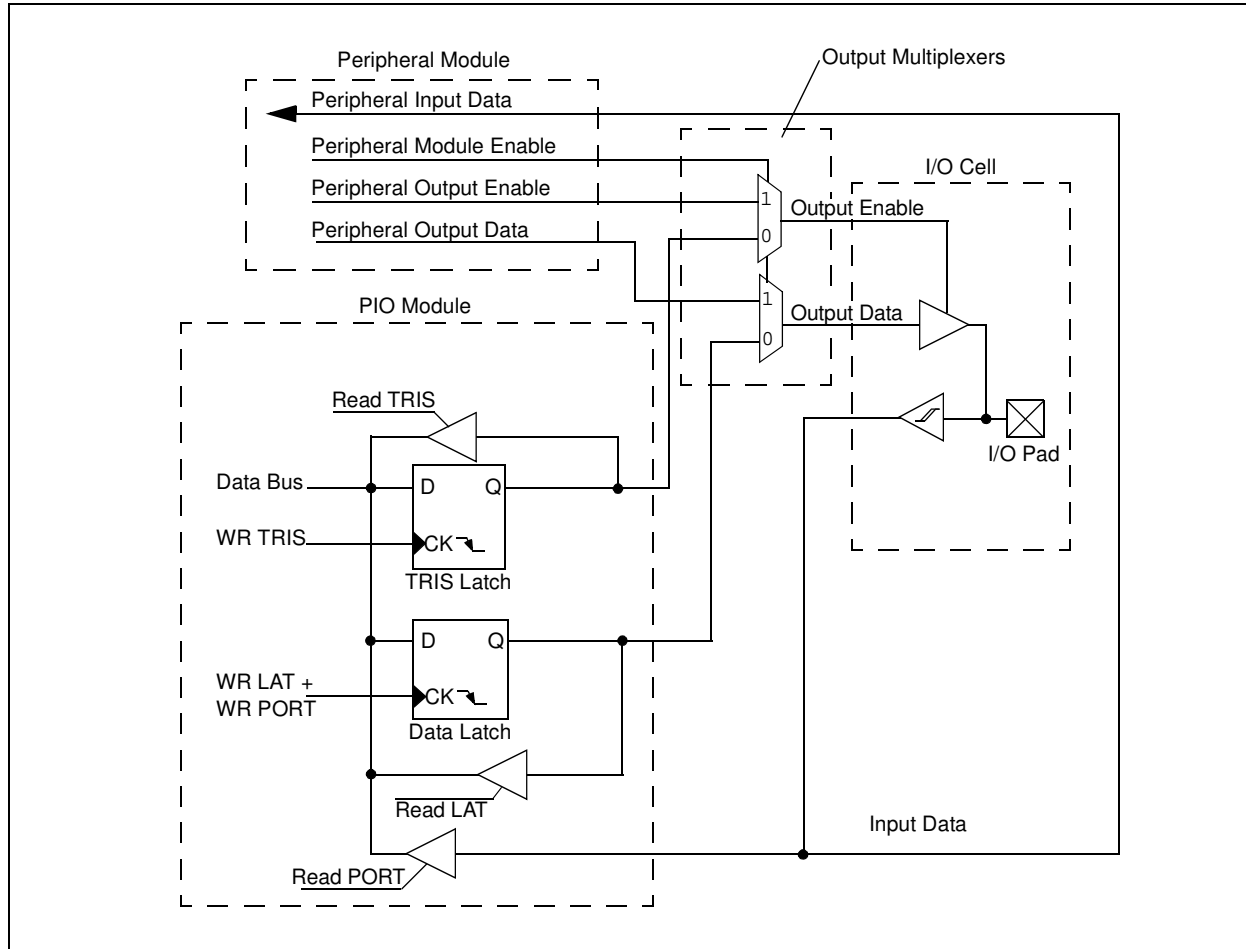 Peripheral Module
Output Multiplexers
Peripheral Input Data
Peripheral Module Enable
I/O Cell
Peripheral Output Enable
1
Output Enable
Peripheral Output Data
0
PIO Module
1
Output Data
0
Read TRIS
I/O Pad
Data Bus
D
Q
WR TRIS
CK
TRIS Latch
D
Q
WR LAT +
WR PORT
CK
Data Latch
Read LAT
Input Data
Read PORT